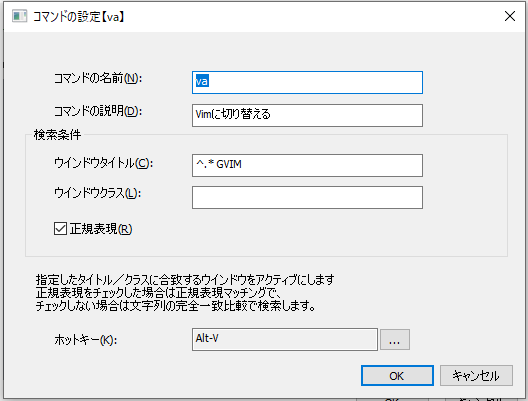 コマンドの設定【va】
コマンドの名前(N): va
コマンドの説明(D): Vimに切り替える
検索条件
ウインドウタイトル(C): ^.* GVIM
ウインドウクラス(L):
正規表現(R)
指定したタイトル／クラスに合致するウインドウをアクティブにします
正規表現をチェックした場合は正規表現マッチングで、
チェックしない場合は文字列の完全一致比較で検索します。
ホットキー(K): Alt-V ...
OK キャンセル